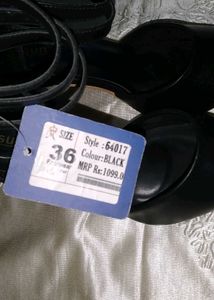 SIZE
36
Style : 64017
Colour: BLACK
MRP Rs: 1099.0